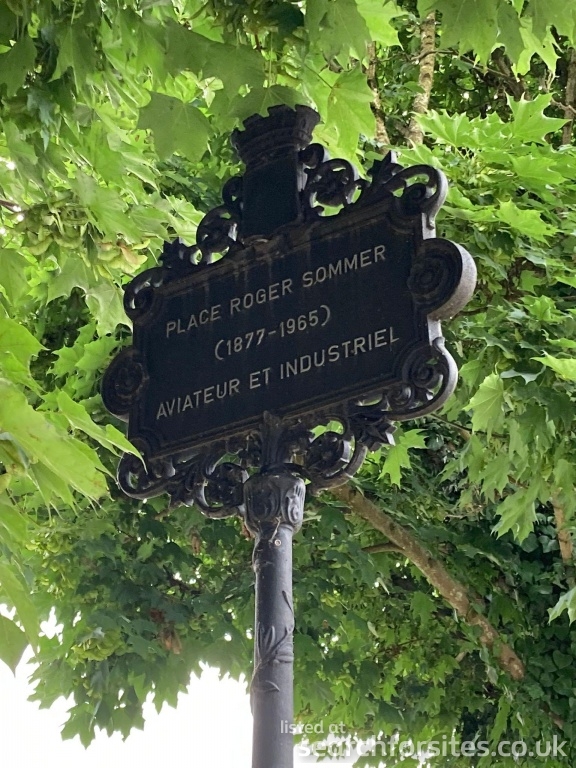 PLACE ROGER SOMMER
(1877-1965)
AVIATEUR ET INDUSTRIEL
listed at
searchforsites.co.uk